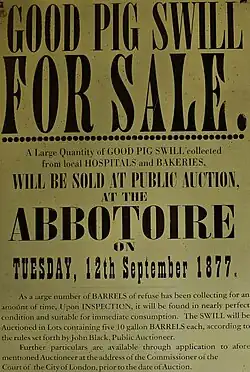 GOOD PIG SWILL
FOR SALE.
A Large Quantity of GOOD PIG SWILL collected
from local HOSPITALS and BAKERIES,
WILL BE SOLD AT PUBLIC AUCTION,
AT THE
ABBOTOIRE
ON
TUESDAY, 12th September 1877.
As a large number of BARRELS of refuse has been collecting for an
amount of time, Upon INSPECTION, it will be found in nearly perfect
condition and suitable for immediate consumption. The SWILL will be
Auctioned in Lots containing five 10 gallon BARRELS each, according to
the rules set forth by John Black, Public Auctioneer.
Further particulars are available through application to afore
mentioned Auctioneer at the address of the Commissioner of the
Court of the City of London, prior to the date of Auction.